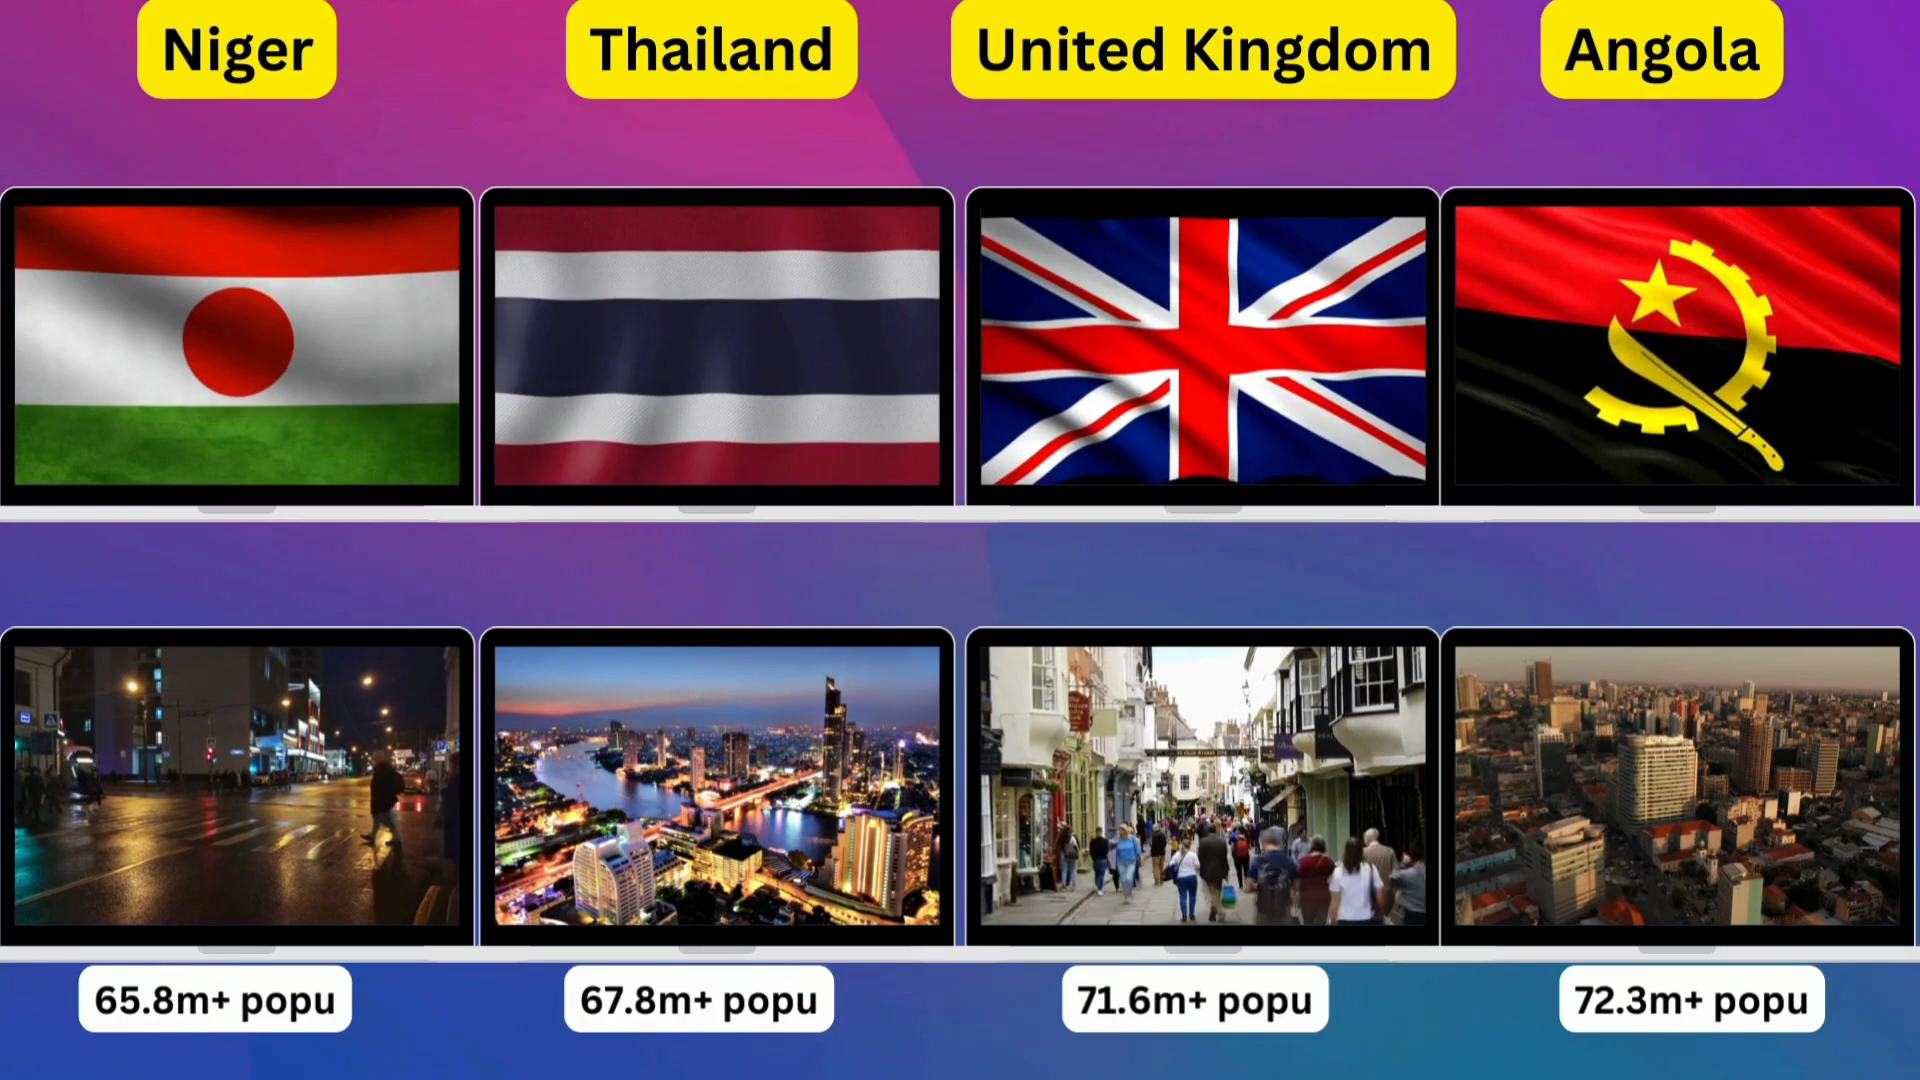 Niger
Thailand
United Kingdom
Angola
65.8m+ popu
67.8m+ popu
71.6m+ popu
72.3m+ popu